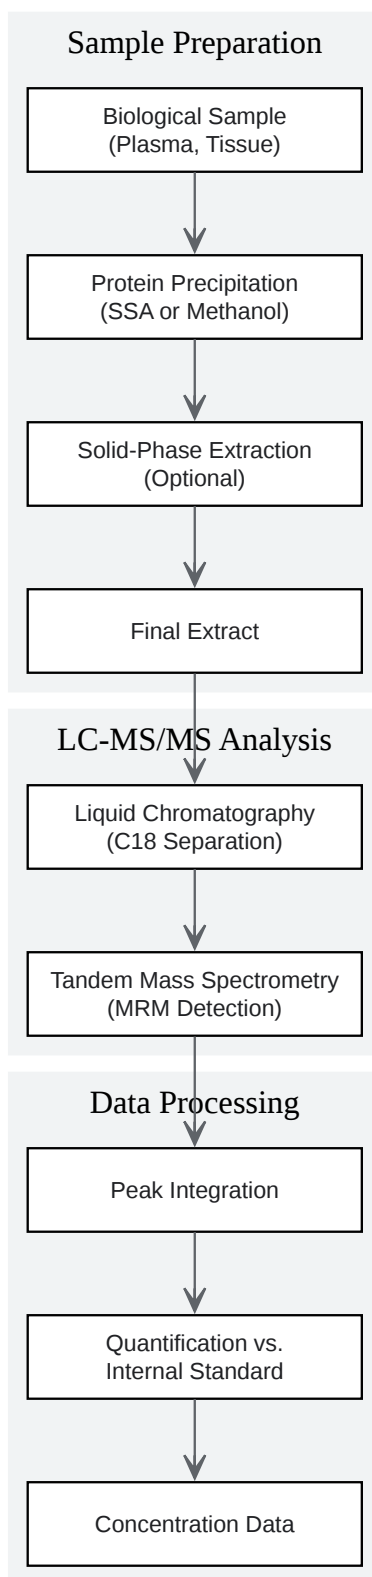 Sample Preparation
Biological Sample
(Plasma, Tissue)
Protein Precipitation
(SSA or Methanol)
Solid-Phase Extraction
(Optional)
Final Extract
LC-MS/MS Analysis
Liquid Chromatography
(C18 Separation)
Tandem Mass Spectrometry
(MRM Detection)
Data Processing
Peak Integration
Quantification vs.
Internal Standard
Concentration Data